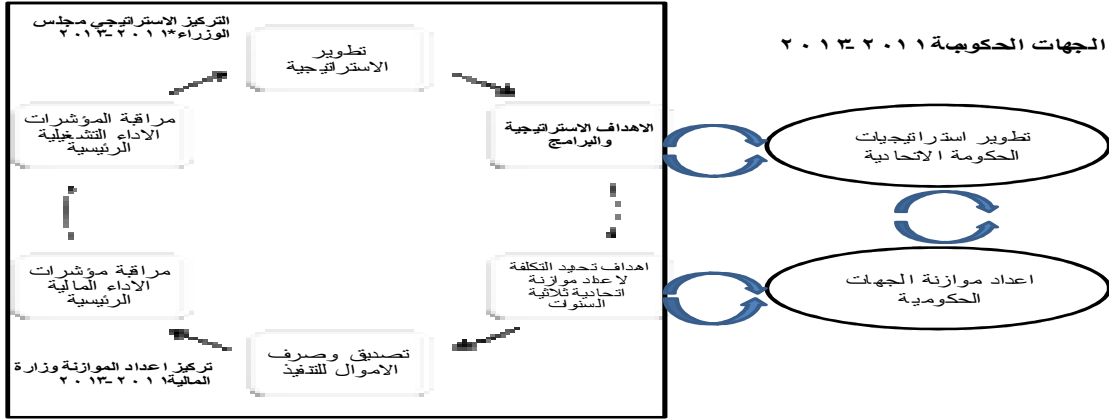 التركيز الاستراتيجي مجلس
الوزراء*٢٠١١-٢٠١٣
الجهات الحكومية ٢٠١١-٢٠١٣
تطوير
الاستراتيجية
الاهداف الاستراتيجية
والبرامج
مراقبة المؤشرات
الاداء التشغيلية
الرئيسية
تطوير استراتيجيات
الحكومة الاتحادية
اهداف تحديد التكلفة
لاعداد موازنة
اتحادية ثلاثية
السنوات
مراقبة مؤشرات
الاداء المالية
الرئيسية
اعداد موازنة الجهات
الحكومية
تصديق وصرف
الاموال للتنفيذ
تركيز اعداد الموازنة وزارة
المالية٢٠١١-٢٠١٣